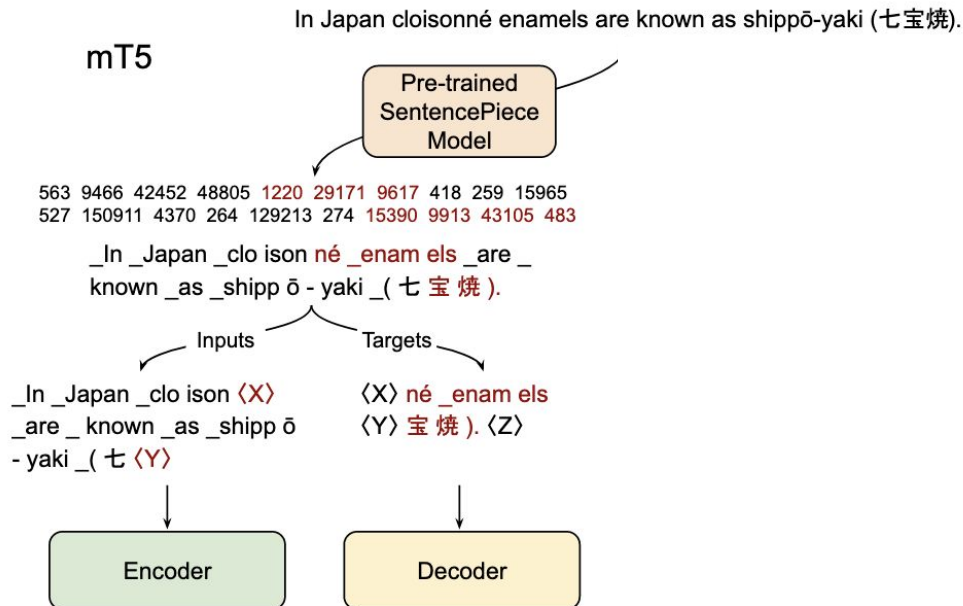 In Japan cloisonné enamels are known as shippō-yaki (七宝焼).
mT5
Pre-trained
SentencePiece
Model
563 9466 42452 48805 1220 29171 9617 418 259 15965
527 150911 4370 264 129213 274 15390 9913 43105 483
_In _Japan _clo ison né _enam els _are _
known _as _shipp ō - yaki _( 七 宝 焼 ).
Inputs
Targets
_In _Japan _clo ison ⟨X⟩
_are _ known _as _shipp ō
- yaki _( 七 ⟨Y⟩
⟨X⟩ né _enam els
⟨Y⟩ 宝 焼 ). ⟨Z⟩
Encoder
Decoder